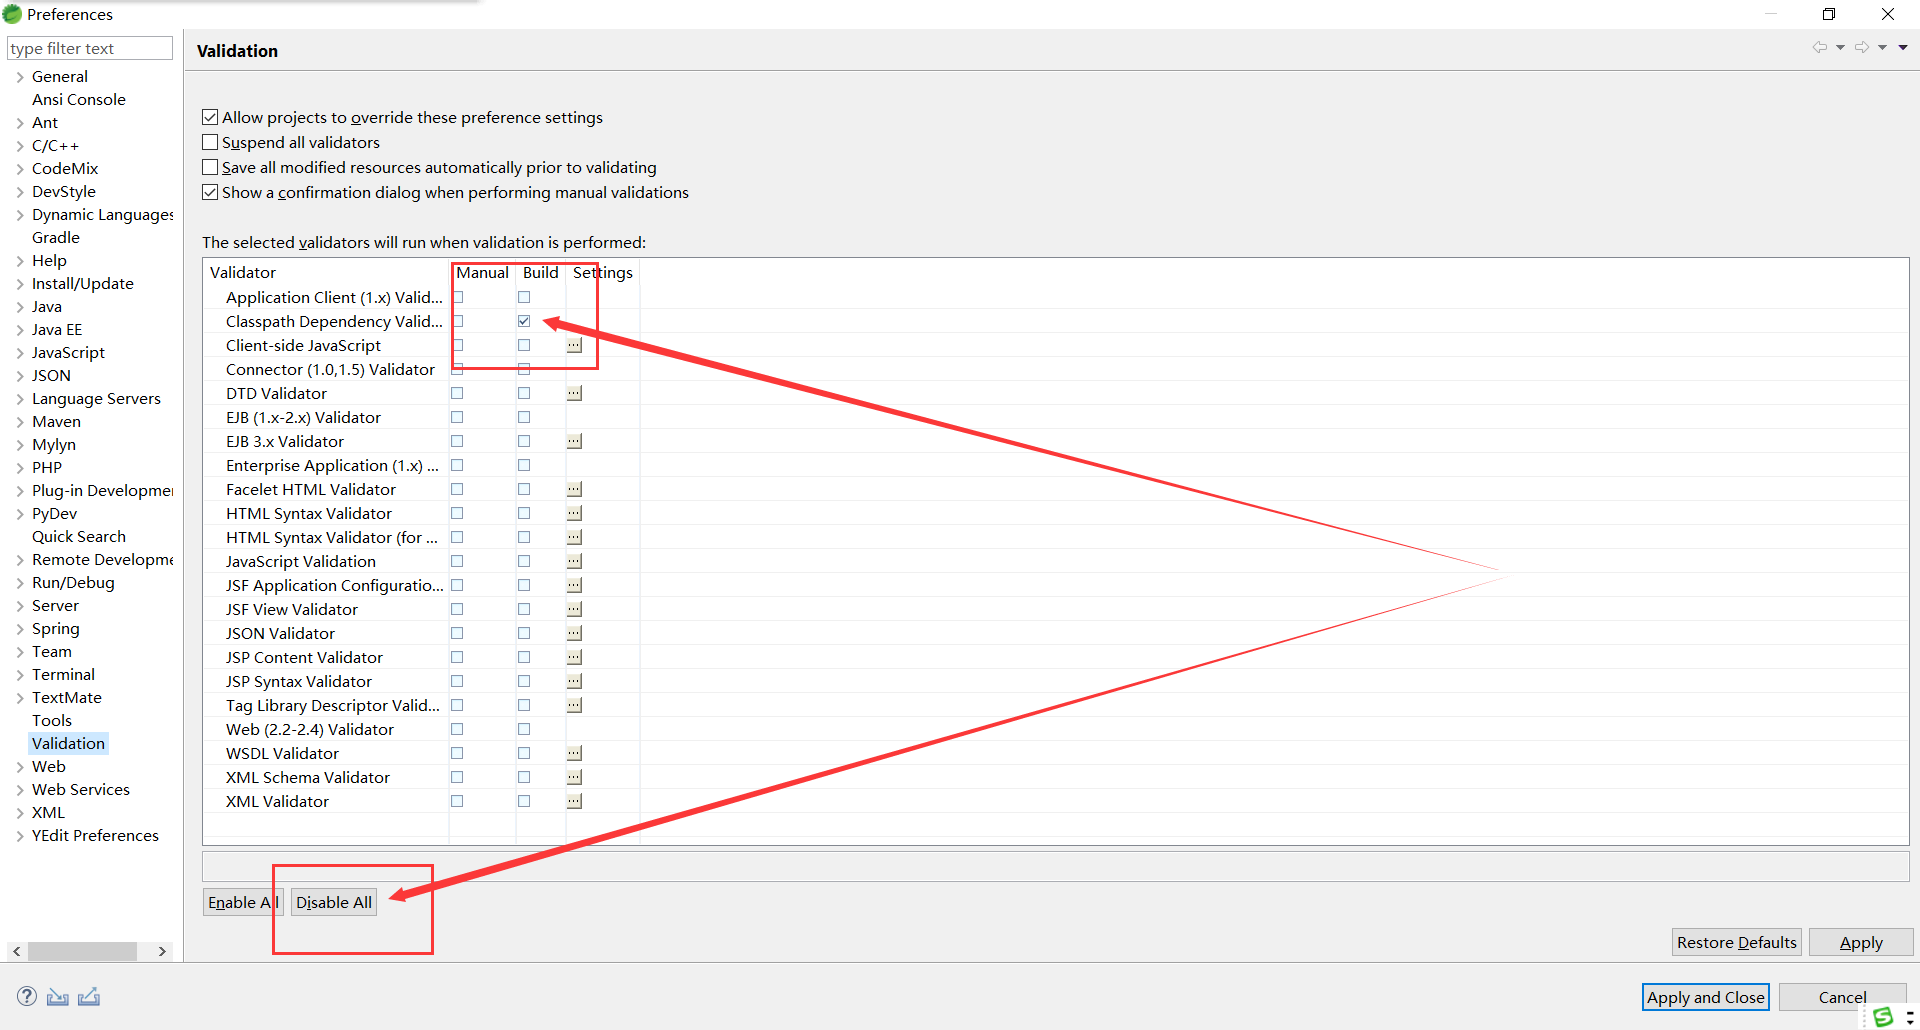 Preferences
type filter text
General
Ansi Console
Ant
C/C++
CodeMix
DevStyle
Dynamic Languages
Gradle
Help
Install/Update
Java
Java EE
JavaScript
JSON
Language Servers
Maven
Mylyn
PHP
Plug-in Developmen
PyDev
Quick Search
Remote Developme
Run/Debug
Server
Spring
Team
Terminal
TextMate
Tools
Validation
Web
Web Services
XML
YEdit Preferences
Validation
Allow projects to override these preference settings
Suspend all validators
Save all modified resources automatically prior to validating
Show a confirmation dialog when performing manual validations
The selected validators will run when validation is performed:
Validator Manual Build Settings
Application Client (1.x) Valid...
Classpath Dependency Valid...
Client-side JavaScript ...
Connector (1.0,1.5) Validator
DTD Validator ...
EJB (1.x-2.x) Validator
EJB 3.x Validator ...
Enterprise Application (1.x) ...
Facelet HTML Validator ...
HTML Syntax Validator ...
HTML Syntax Validator (for ... ...
JavaScript Validation ...
JSF Application Configuratio... ...
JSF View Validator ...
JSON Validator ...
JSP Content Validator ...
JSP Syntax Validator ...
Tag Library Descriptor Valid... ...
Web (2.2-2.4) Validator
WSDL Validator ...
XML Schema Validator ...
XML Validator ...
Enable All Disable All
Restore Defaults Apply
? Apply and Close Cancel
S